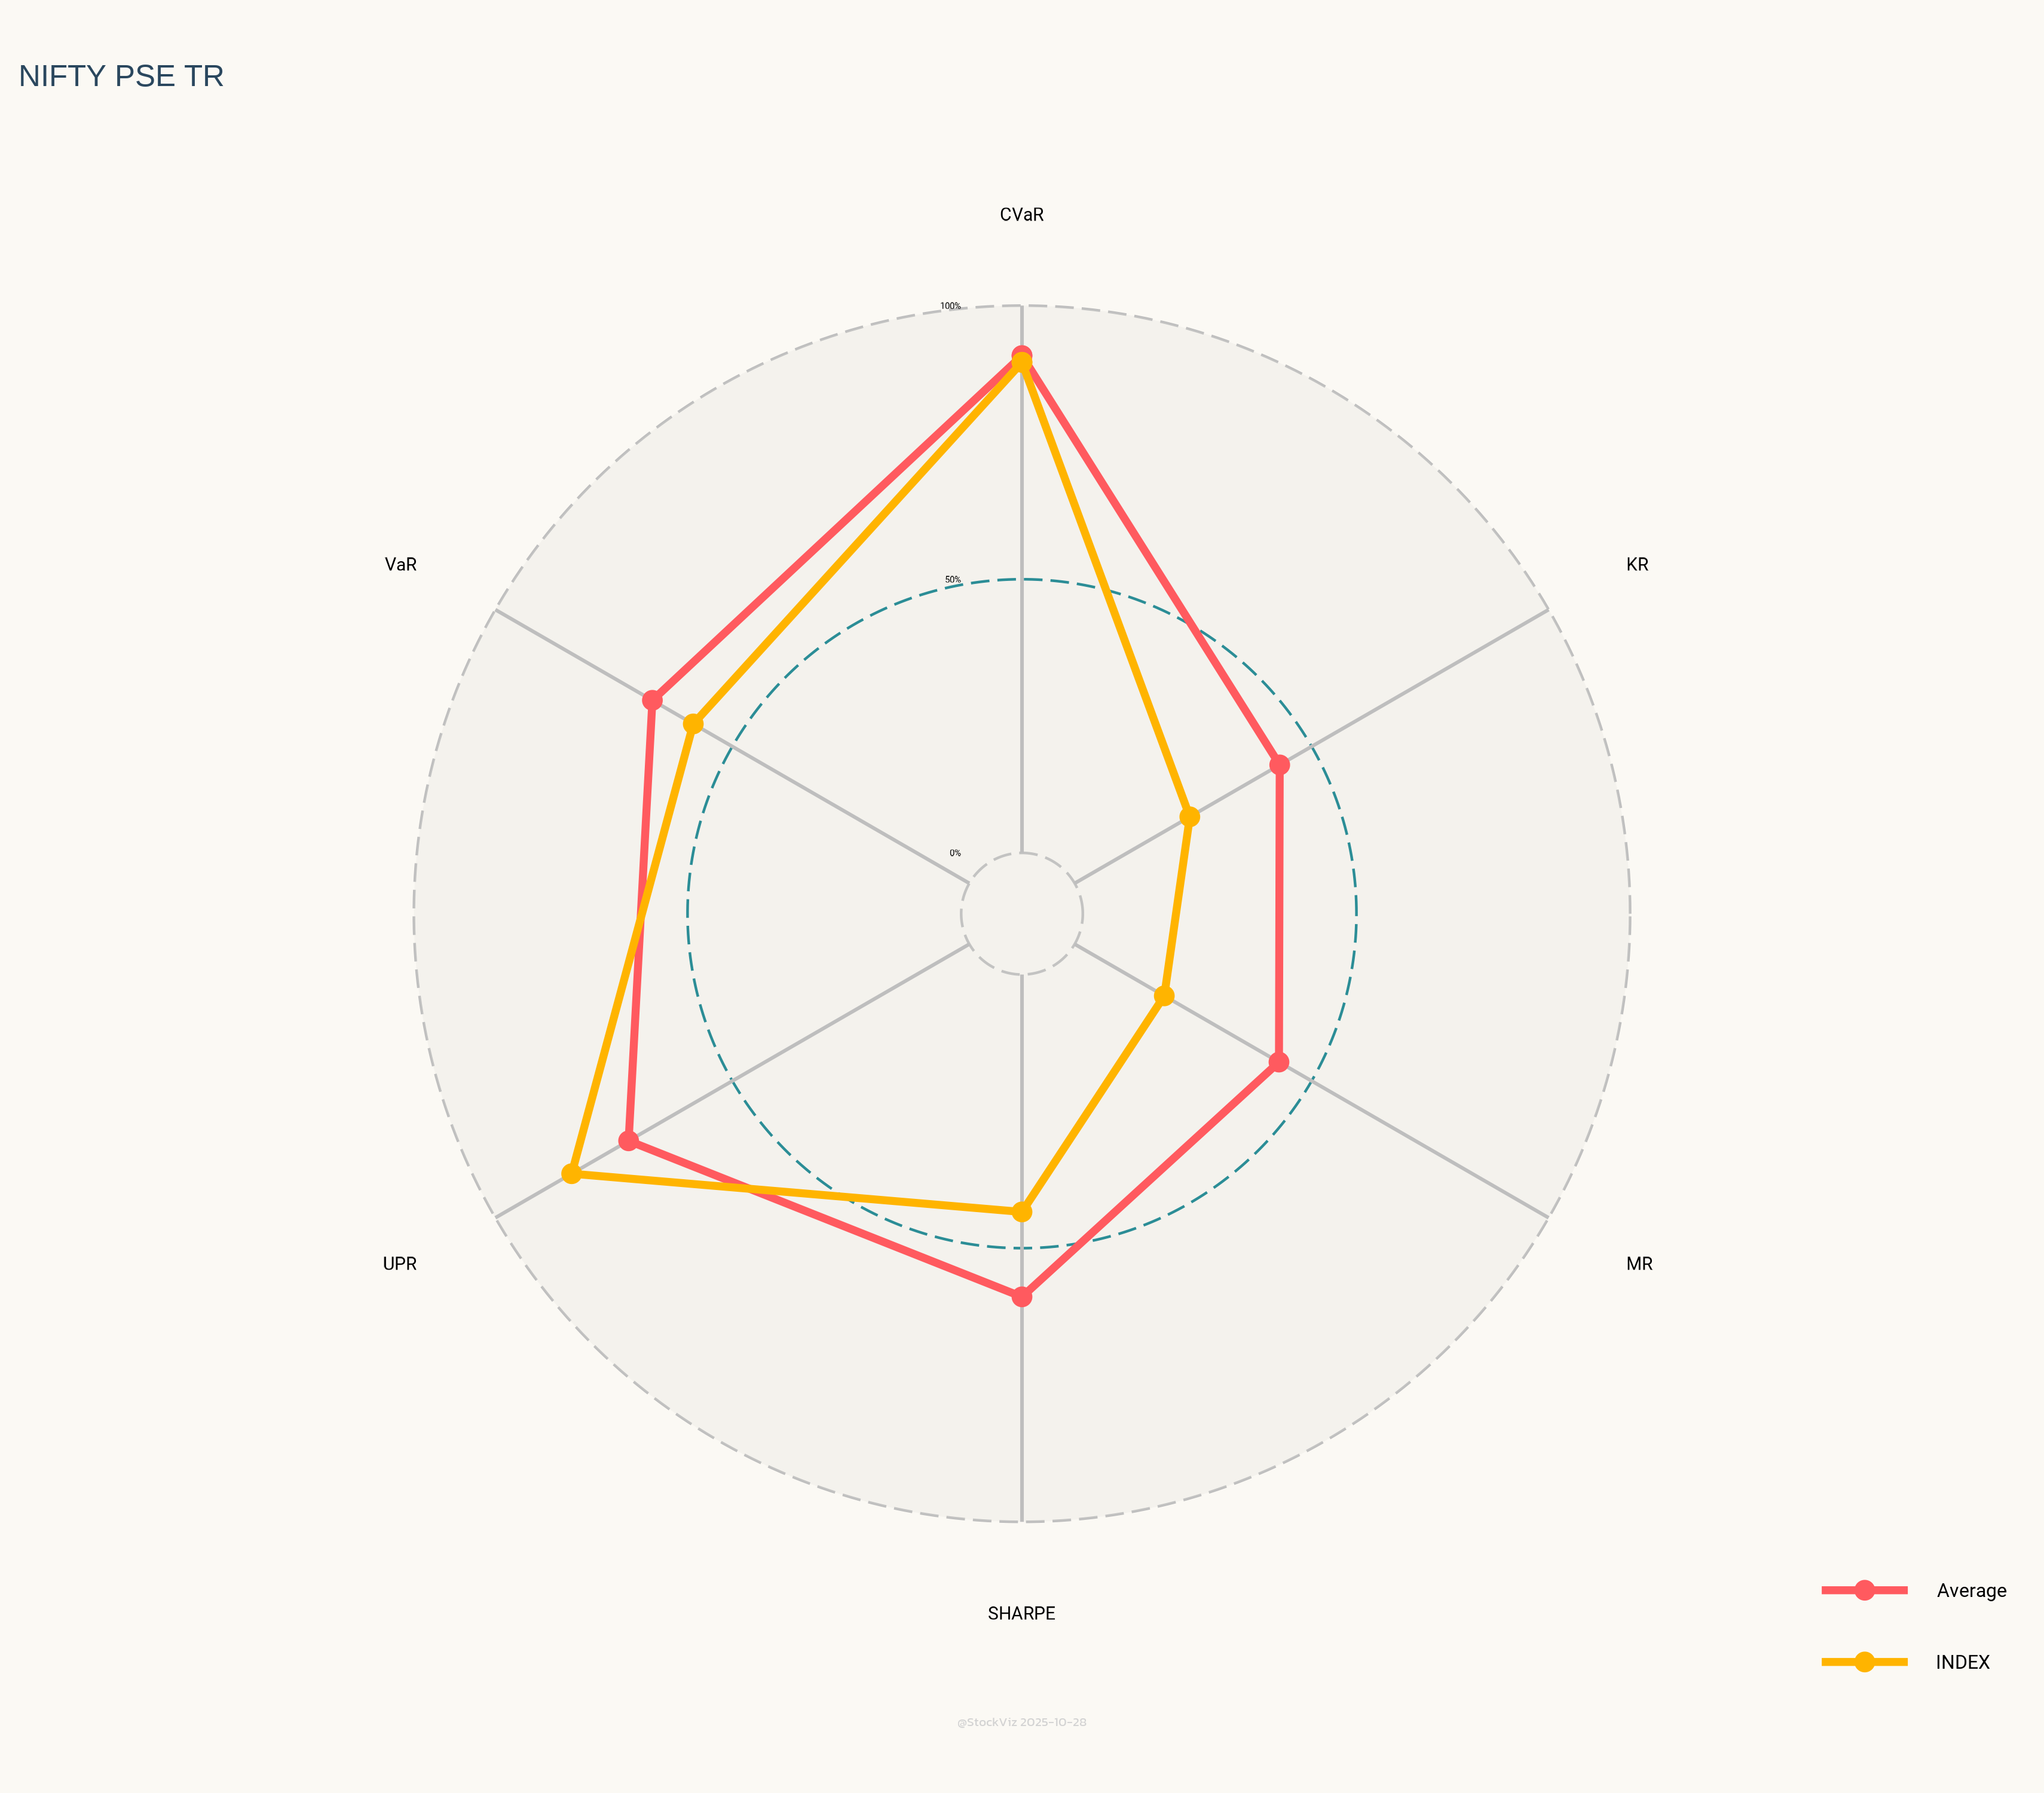 NIFTY PSE TR
CVaR
100%
VaR
KR
50%
0%
UPR
MR
SHARPE
Average
INDEX
@StockViz 2025-10-28